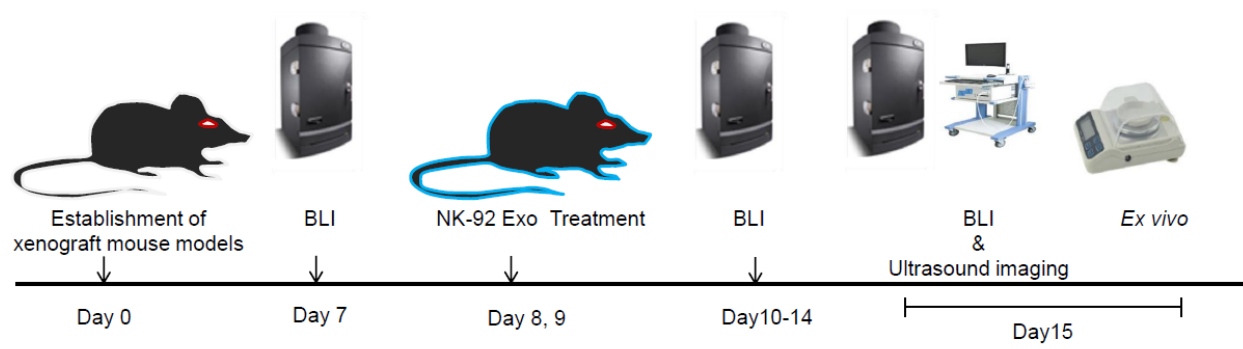 Establishment of
xenograft mouse models
BLI
NK-92 Exo Treatment
BLI
BLI
&
Ultrasound imaging
Ex vivo
Day 0
Day 7
Day 8, 9
Day10-14
Day15